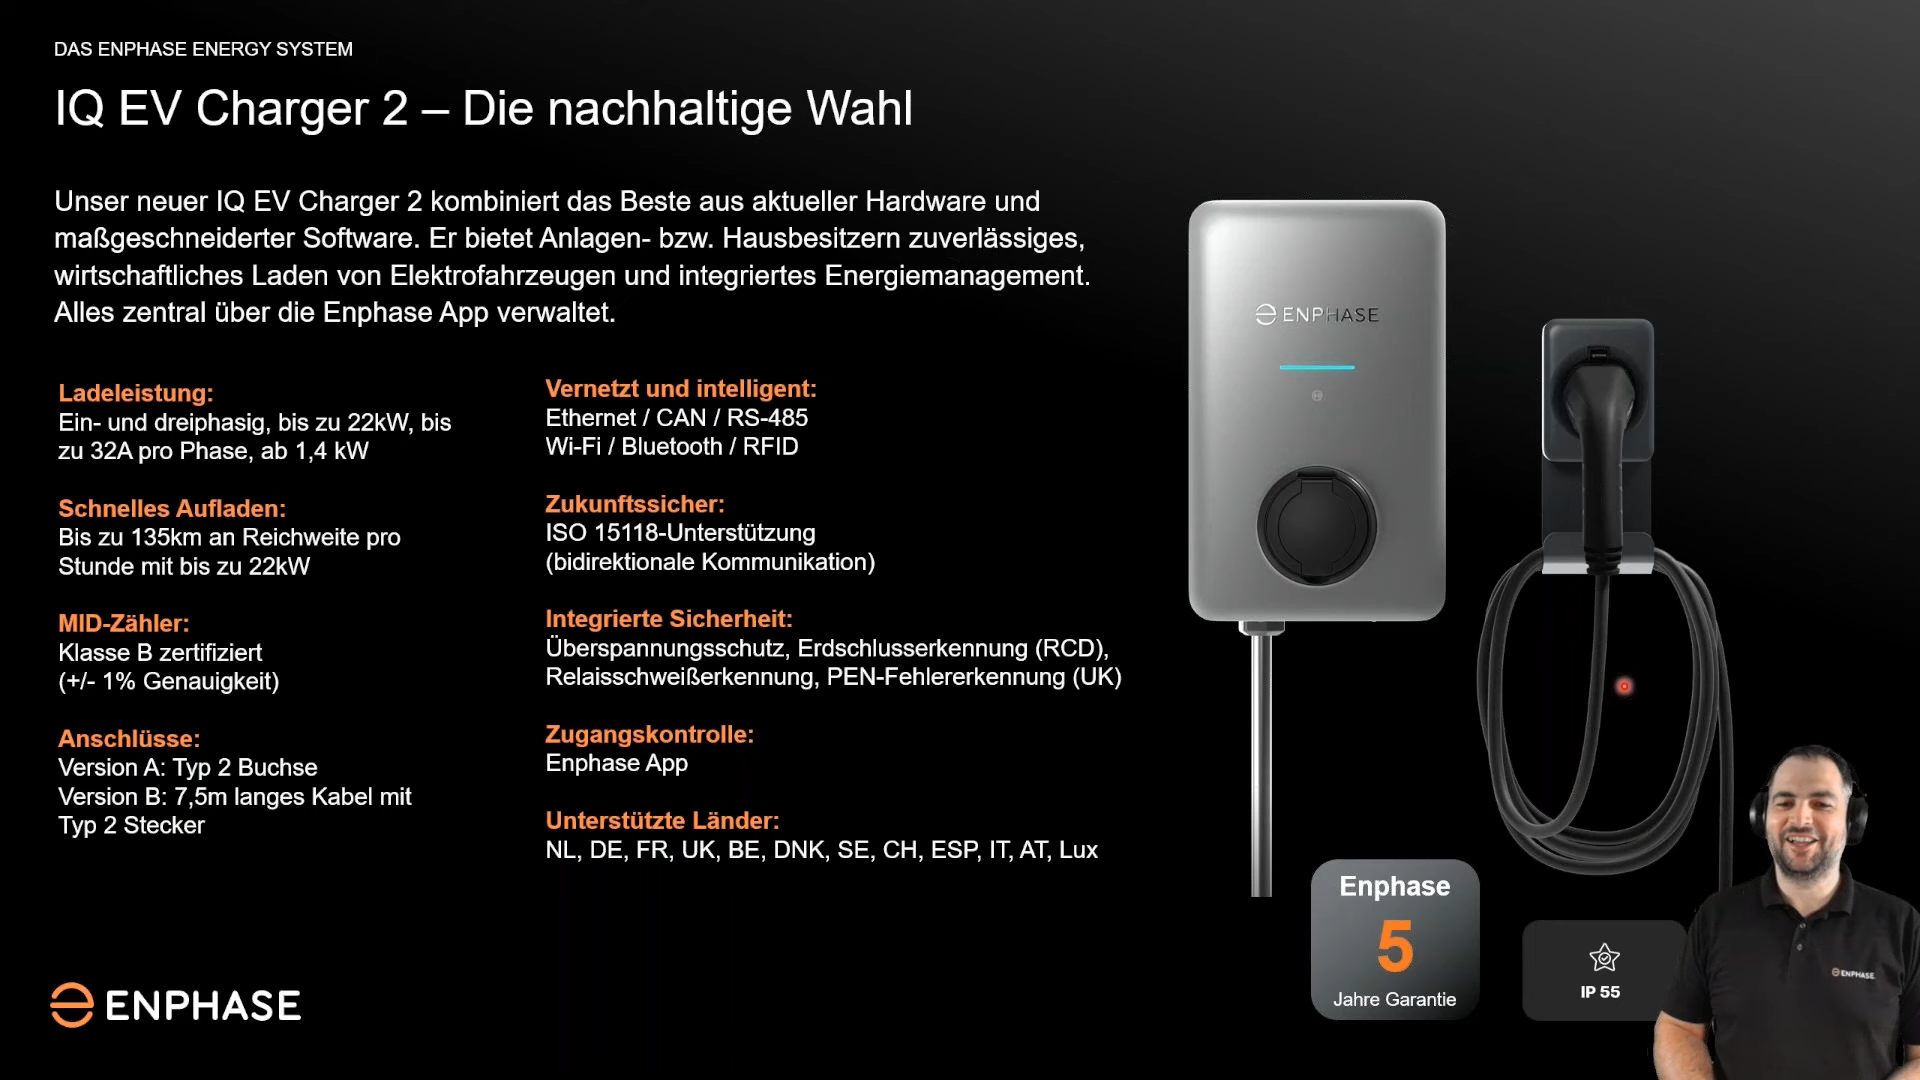 DAS ENPHASE ENERGY SYSTEM
IQ EV Charger 2 – Die nachhaltige Wahl
Unser neuer IQ EV Charger 2 kombiniert das Beste aus aktueller Hardware und
maßgeschneiderter Software. Er bietet Anlagen- bzw. Hausbesitzern zuverlässiges,
wirtschaftliches Laden von Elektrofahrzeugen und integriertes Energiemanagement.
Alles zentral über die Enphase App verwaltet.
Ladeleistung:
Ein- und dreiphasig, bis zu 22kW, bis
zu 32A pro Phase, ab 1,4 kW
Schnelles Aufladen:
Bis zu 135km an Reichweite pro
Stunde mit bis zu 22kW
MID-Zähler:
Klasse B zertifiziert
(+/- 1% Genauigkeit)
Anschlüsse:
Version A: Typ 2 Buchse
Version B: 7,5m langes Kabel mit
Typ 2 Stecker
Vernetzt und intelligent:
Ethernet / CAN / RS-485
Wi-Fi / Bluetooth / RFID
Zukunftssicher:
ISO 15118-Unterstützung
(bidirektionale Kommunikation)
Integrierte Sicherheit:
Überspannungsschutz, Erdschlusserkennung (RCD),
Relaisschweißerkennung, PEN-Fehlererkennung (UK)
Zugangskontrolle:
Enphase App
Unterstützte Länder:
NL, DE, FR, UK, BE, DNK, SE, CH, ESP, IT, AT, Lux
ENPHASE
Enphase
5
Jahre Garantie
IP 55
ENPHASE
ENPHASE